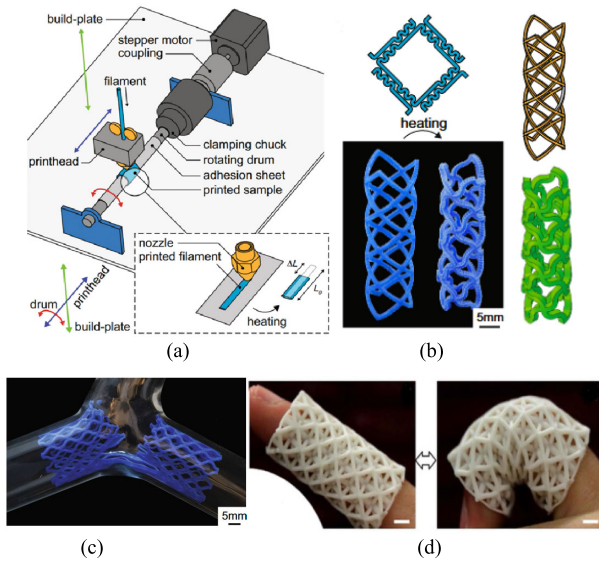 (a)
build-plate
stepper motor
coupling
filament
printhead
clamping chuck
rotating drum
adhesion sheet
printed sample
nozzle
printed filament
heating
ΔL
L₀
drum
printhead
build-plate
(b)
heating
5mm
(c)
5mm
(d)